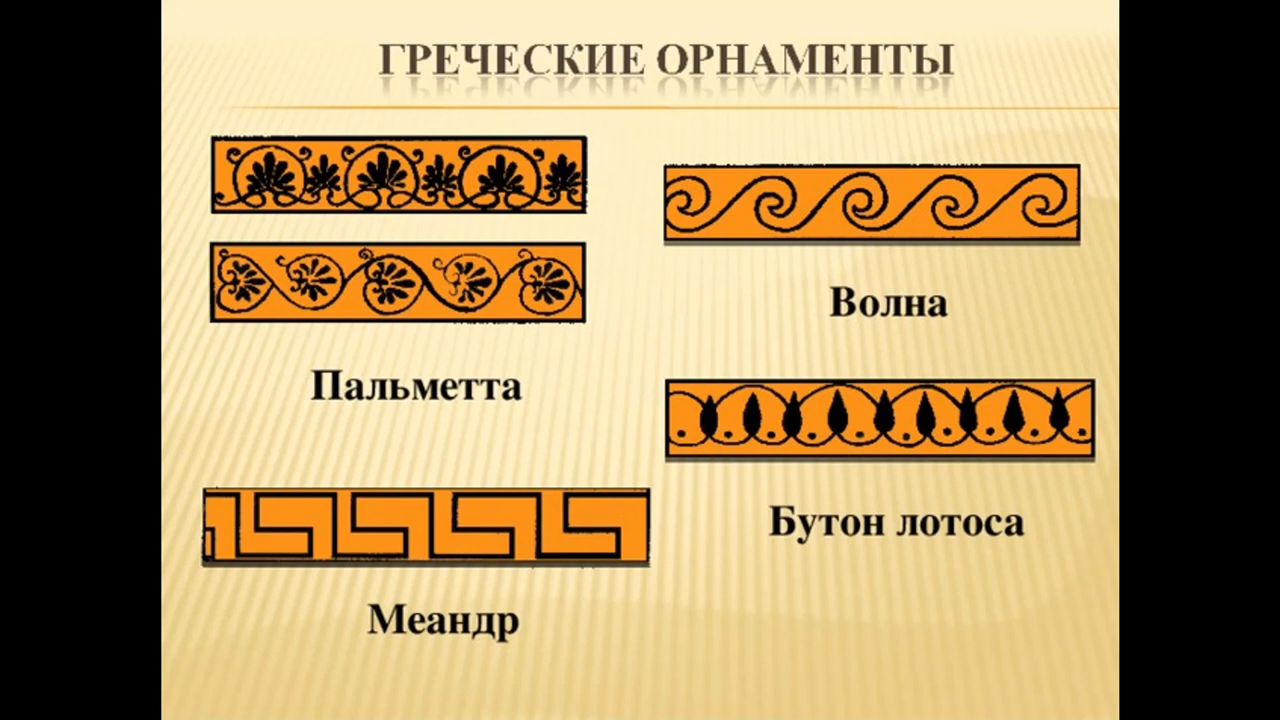 ГРЕЧЕСКИЕ ОРНАМЕНТЫ
Пальметта
Волна
Бутон лотоса
Меандр